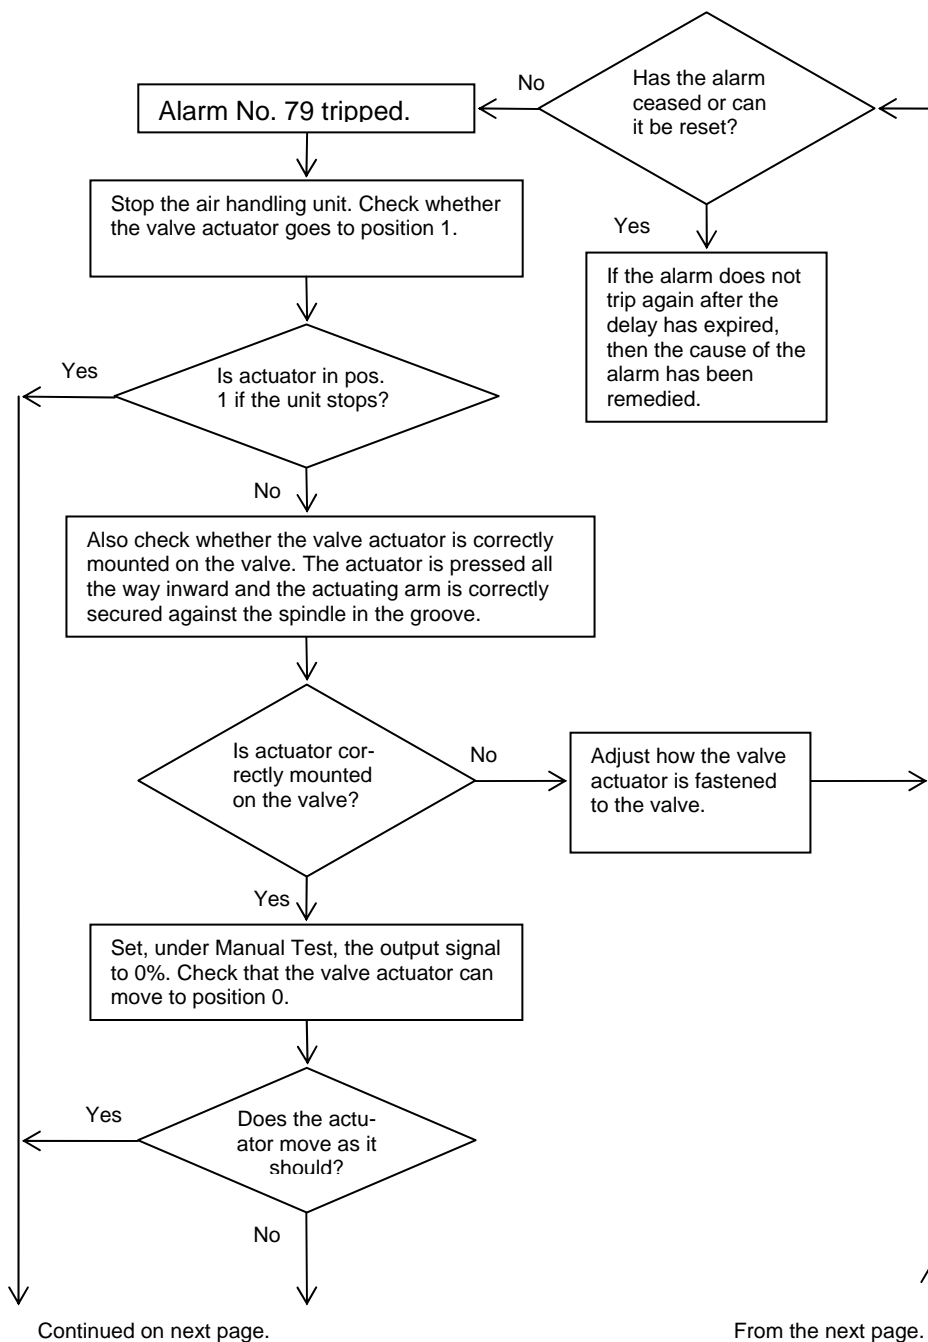 Has the alarm
ceased or can
it be reset?
No
Alarm No. 79 tripped.
Yes
Stop the air handling unit. Check whether
the valve actuator goes to position 1.
If the alarm does not
trip again after the
delay has expired,
then the cause of the
alarm has been
remedied.
Yes
Is actuator in pos.
1 if the unit stops?
No
Also check whether the valve actuator is correctly
mounted on the valve. The actuator is pressed all
the way inward and the actuating arm is correctly
secured against the spindle in the groove.
Is actuator cor-
rectly mounted
on the valve?
No
Adjust how the valve
actuator is fastened
to the valve.
Yes
Set, under Manual Test, the output signal
to 0%. Check that the valve actuator can
move to position 0.
Yes
Does the actu-
ator move as it
should?
No
Continued on next page.
From the next page.